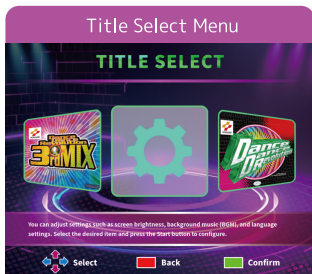 Title Select Menu
TITLE SELECT
3rdMIX
Dance
Dance
Revolution
You can adjust settings such as screen brightness, background music (BGM), and language
settings. Select the desired item and press the Start button to configure.
Select Back Confirm